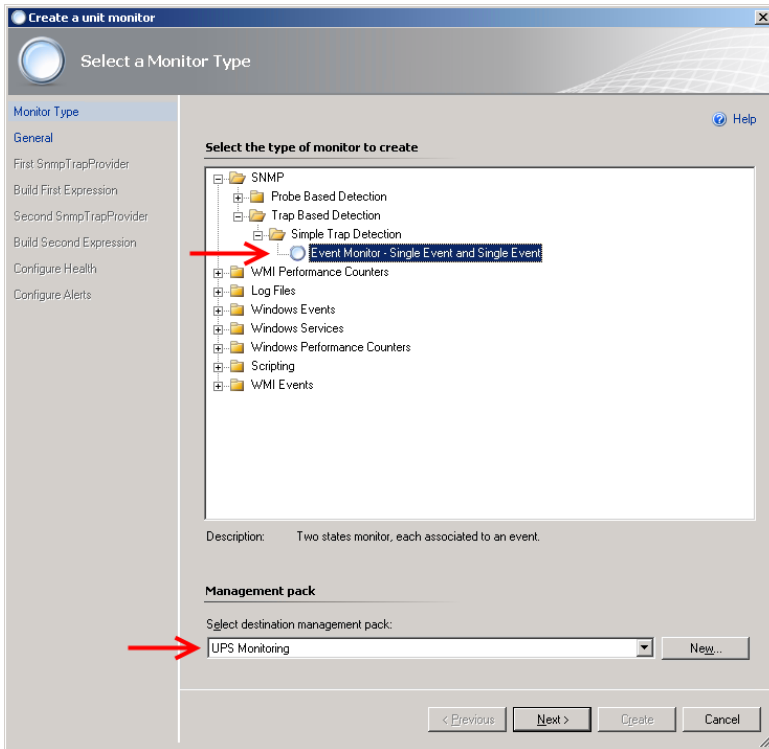 Create a unit monitor
Select a Monitor Type
Monitor Type
General
First SnmpTrapProvider
Build First Expression
Second SnmpTrapProvider
Build Second Expression
Configure Health
Configure Alerts
Help
Select the type of monitor to create
SNMP
Probe Based Detection
Trap Based Detection
Simple Trap Detection
Event Monitor - Single Event and Single Event
WMI Performance Counters
Log Files
Windows Events
Windows Services
Windows Performance Counters
Scripting
WMI Events
Description: Two states monitor, each associated to an event.
Management pack
Select destination management pack:
UPS Monitoring
New...
< Previous
Next >
Create
Cancel